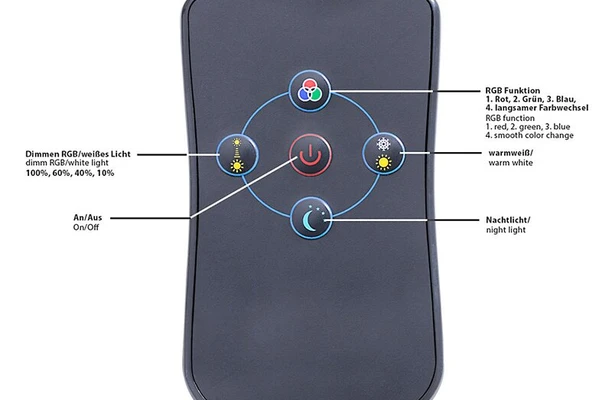 RGB Funktion
1. Rot, 2. Grün, 3. Blau,
4. langsamer Farbwechsel
RGB function
1. red, 2. green, 3. blue
4. smooth color change
Dimmen RGB/weißes Licht
dimm RGB/white light
100%, 60%, 40%, 10%
warmweiß/
warm white
An/Aus
On/Off
Nachtlicht/
night light